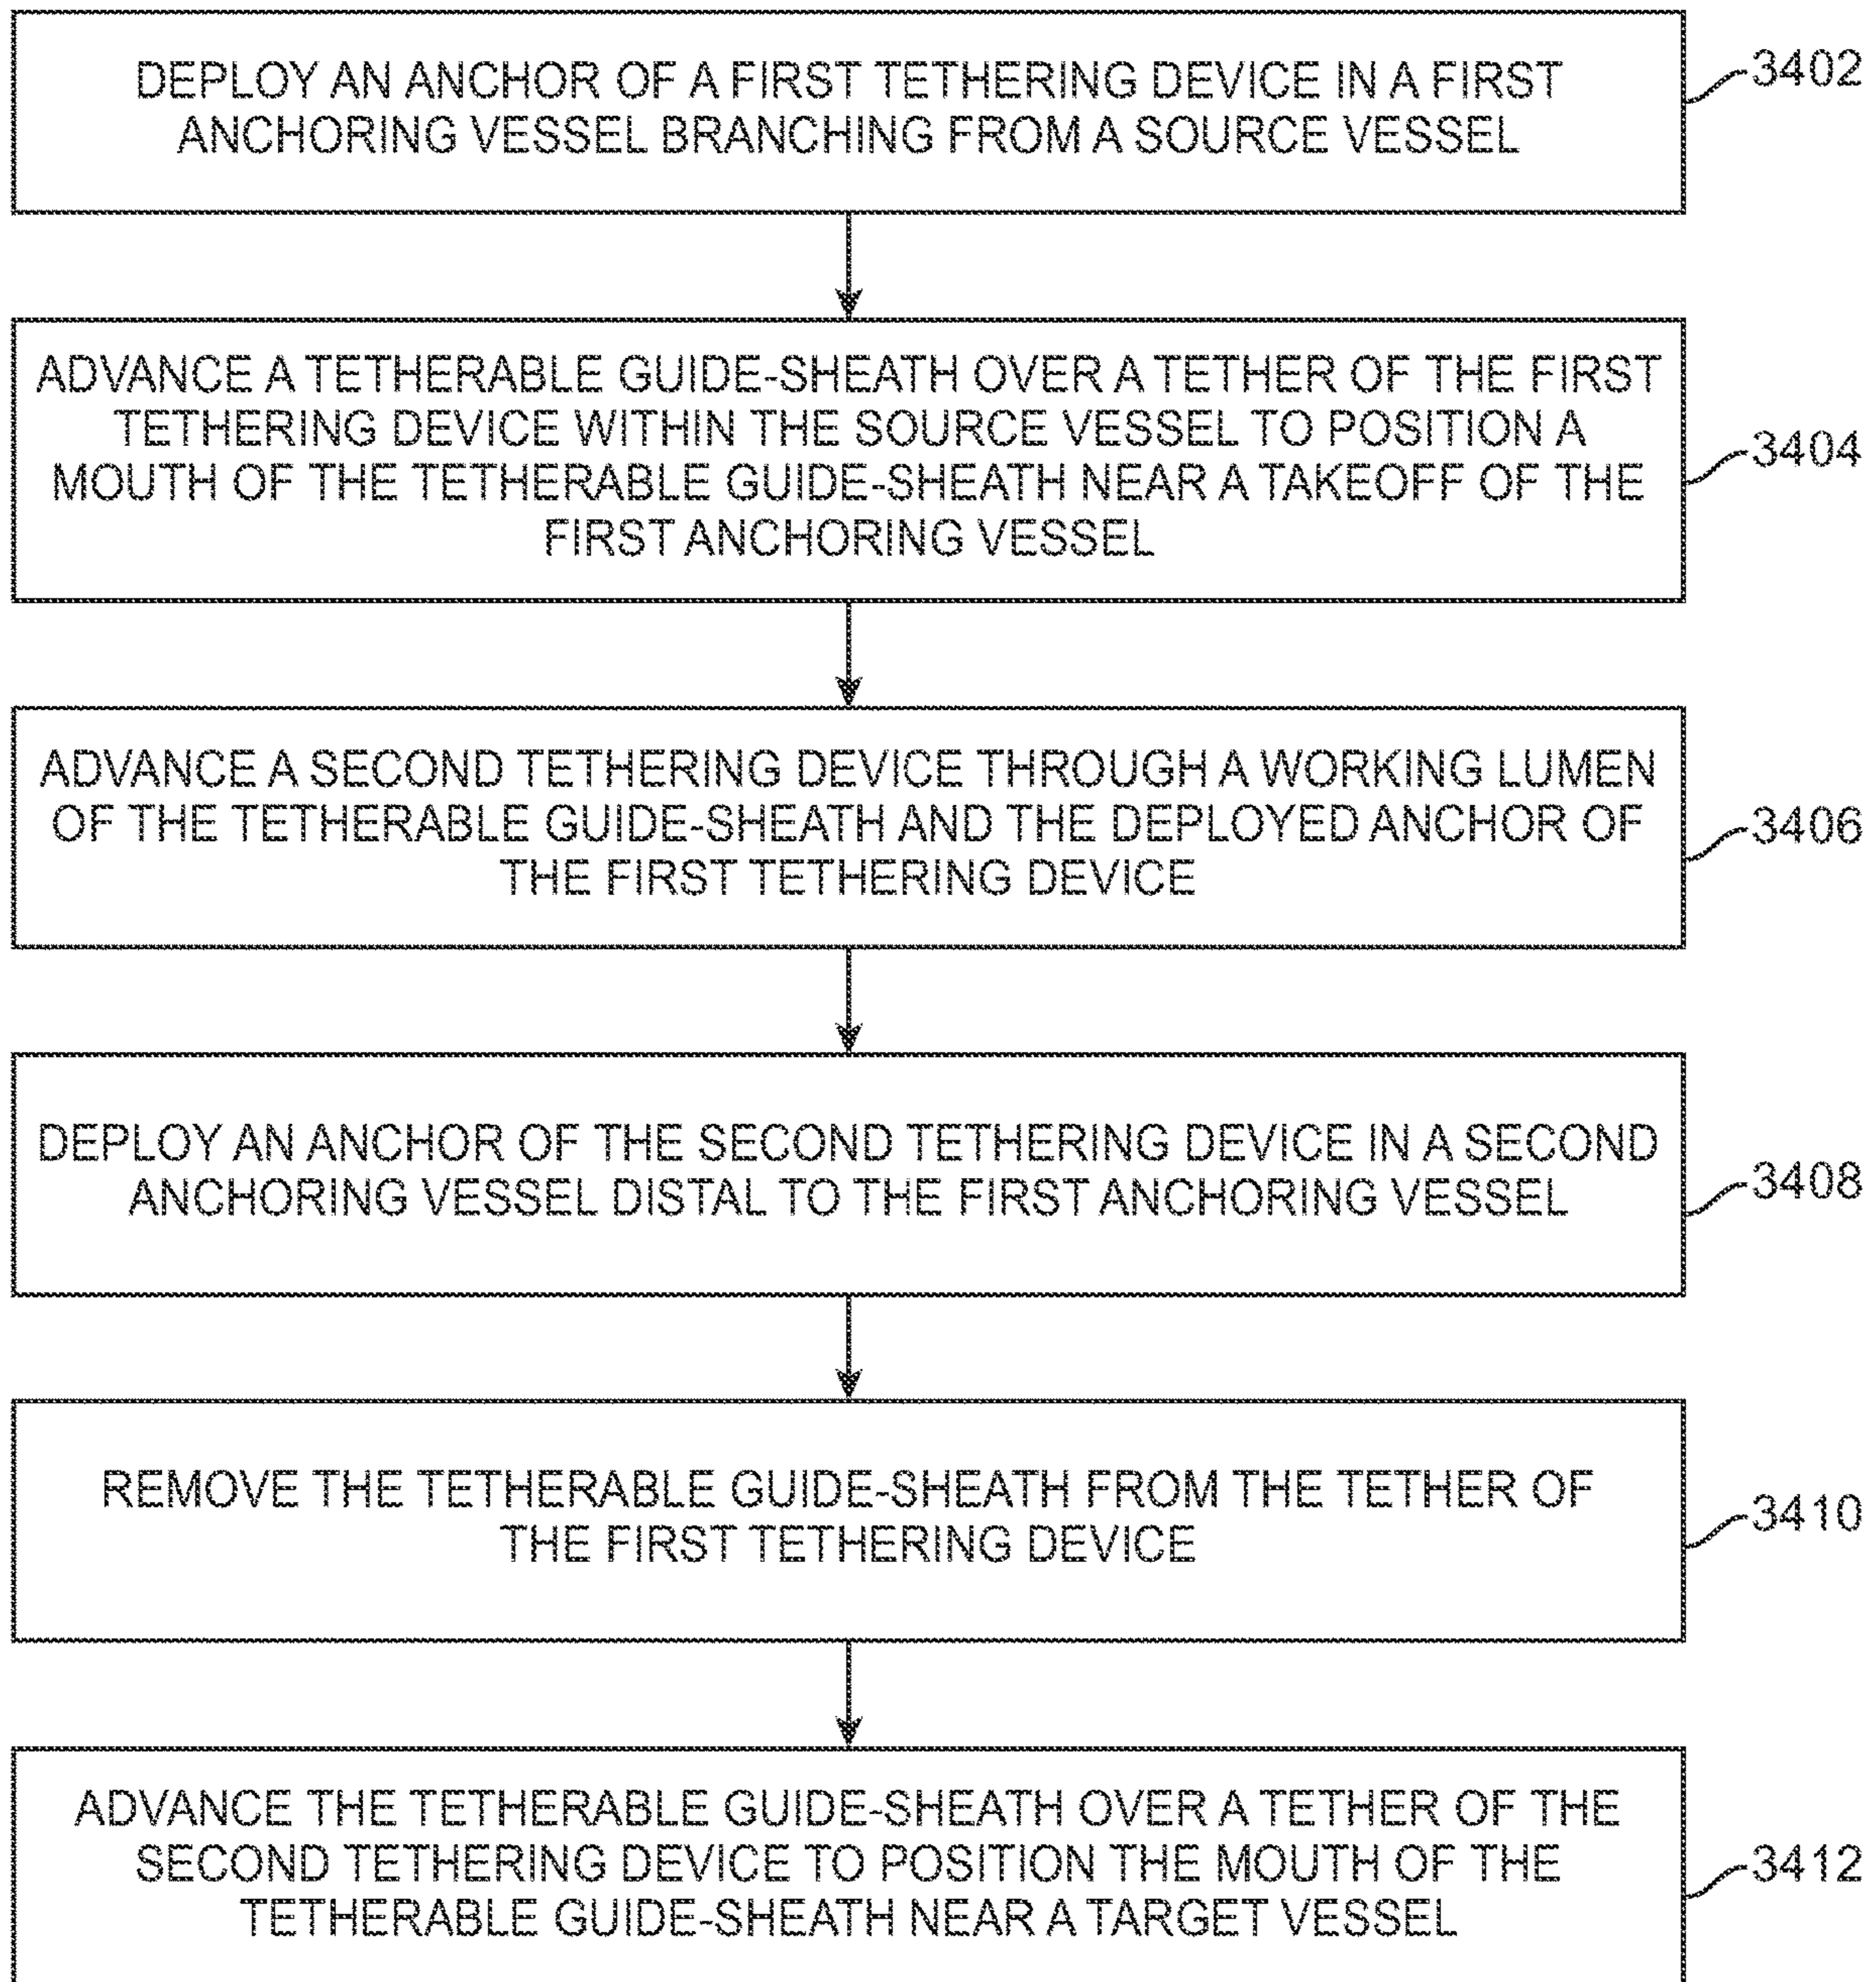 DEPLOY AN ANCHOR OF A FIRST TETHERING DEVICE IN A FIRST
ANCHORING VESSEL BRANCHING FROM A SOURCE VESSEL
3402
ADVANCE A TETHERABLE GUIDE-SHEATH OVER A TETHER OF THE FIRST
TETHERING DEVICE WITHIN THE SOURCE VESSEL TO POSITION A
MOUTH OF THE TETHERABLE GUIDE-SHEATH NEAR A TAKEOFF OF THE
FIRST ANCHORING VESSEL
3404
ADVANCE A SECOND TETHERING DEVICE THROUGH A WORKING LUMEN
OF THE TETHERABLE GUIDE-SHEATH AND THE DEPLOYED ANCHOR OF
THE FIRST TETHERING DEVICE
3406
DEPLOY AN ANCHOR OF THE SECOND TETHERING DEVICE IN A SECOND
ANCHORING VESSEL DISTAL TO THE FIRST ANCHORING VESSEL
3408
REMOVE THE TETHERABLE GUIDE-SHEATH FROM THE TETHER OF
THE FIRST TETHERING DEVICE
3410
ADVANCE THE TETHERABLE GUIDE-SHEATH OVER A TETHER OF THE
SECOND TETHERING DEVICE TO POSITION THE MOUTH OF THE
TETHERABLE GUIDE-SHEATH NEAR A TARGET VESSEL
3412